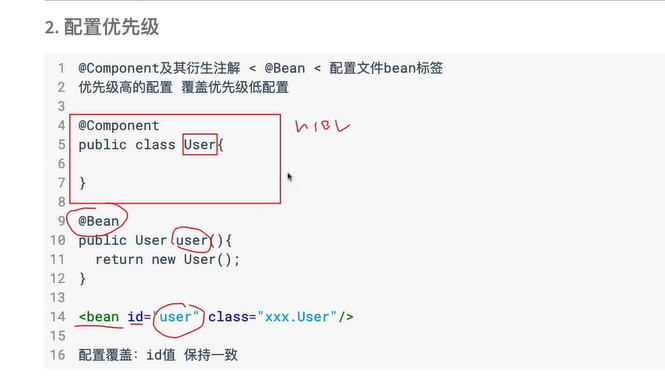 2. 配置优先级
1 @Component及其衍生注解 < @Bean < 配置文件bean标签
2 优先级高的配置 覆盖优先级低配置
3
4 @Component
5 public class User{
6
7 }
8
9 @Bean
10 public User user(){
11 return new User();
12 }
13
14 <bean id="user" class="xxx.User"/>
15
16 配置覆盖：id值 保持一致